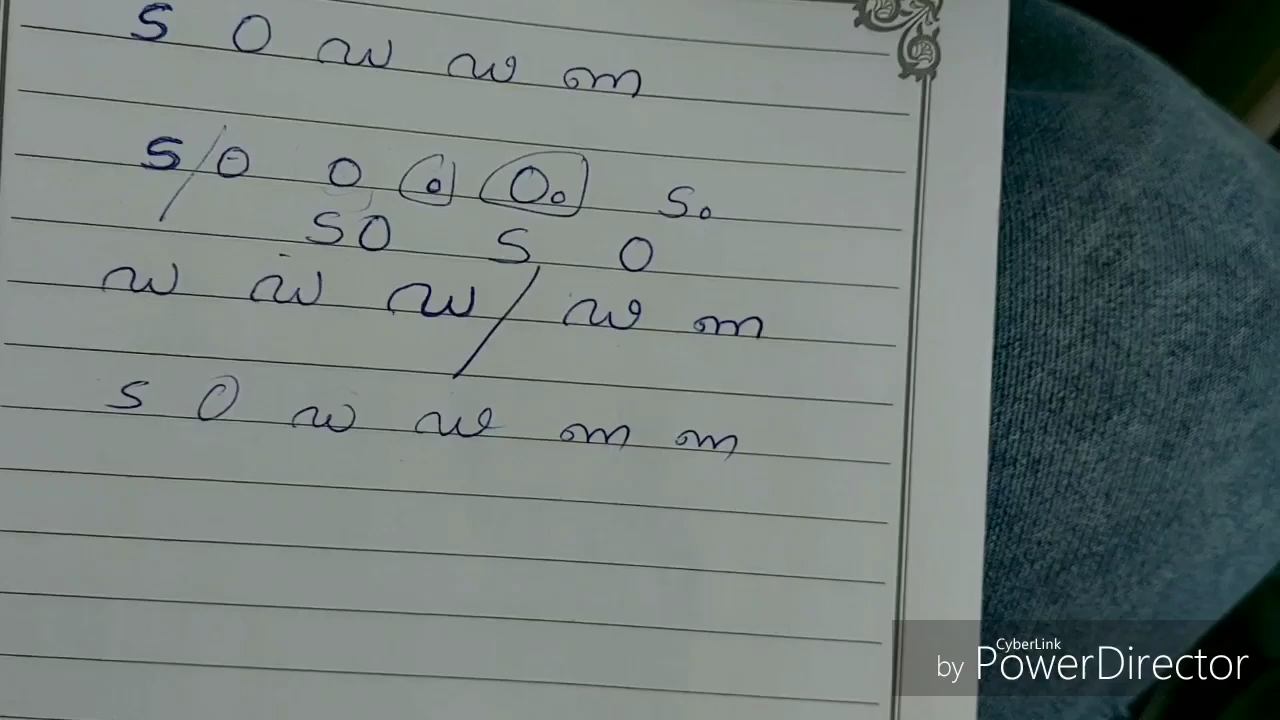 ട ഠ ഡ ഢ ണ
ട/ഠ ഠ (ം) (ഠം) ടം
ടഠ ട ഠ
ഡ ഡ ഡ / ഢ ണ
ട ഠ ഡ ഢ ണ ണ
CyberLink
by PowerDirector